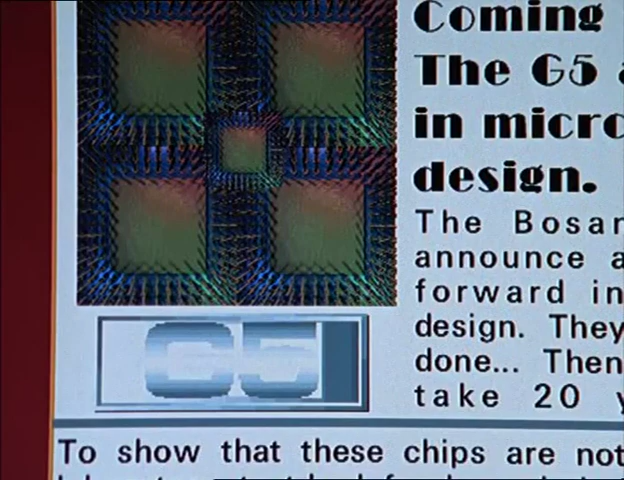 Coming
The G5 a
in micro
design.
The Bosan
announce a
forward in
design. They
done... Then
take 20 y
G5
To show that these chips are not